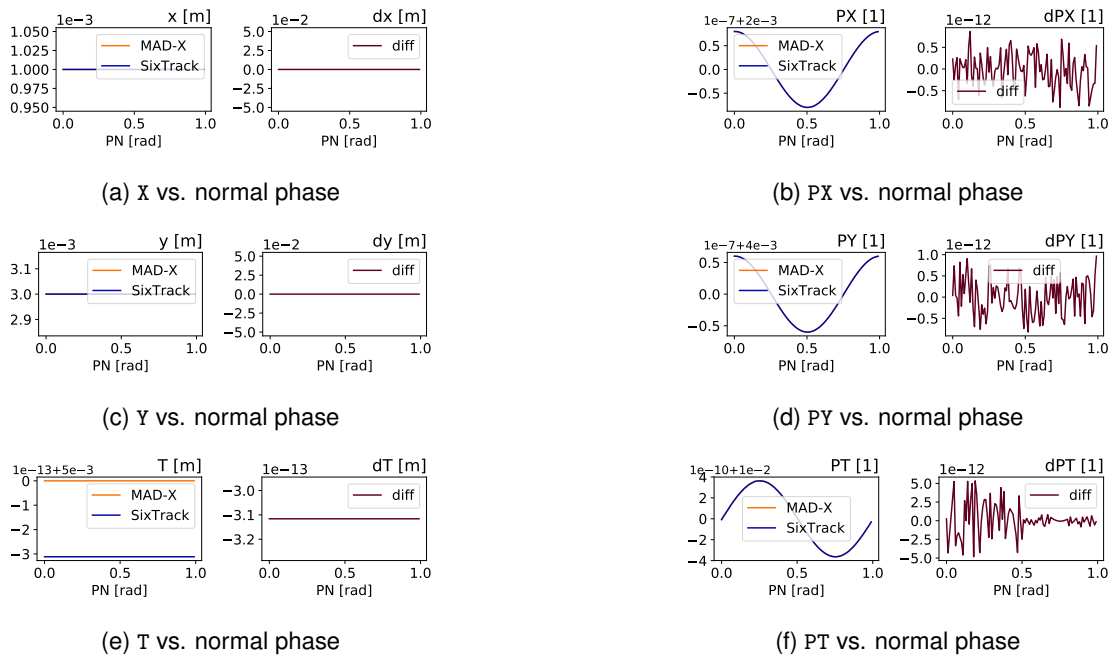 1e−3 x [m]
1.050
1.025
1.000
0.975
0.950
MAD-X
SixTrack
0.0 0.5 1.0
PN [rad]
1e−2 dx [m]
5.0
2.5
0.0
−2.5
−5.0
diff
0.0 0.5 1.0
PN [rad]
(a) X vs. normal phase
1e−7+2e−3 PX [1]
0.5
0.0
−0.5
MAD-X
SixTrack
0.0 0.5 1.0
PN [rad]
1e−12 dPX [1]
0.5
0.0
−0.5
diff
0.0 0.5 1.0
PN [rad]
(b) PX vs. normal phase
1e−3 y [m]
3.1
3.0
2.9
MAD-X
SixTrack
0.0 0.5 1.0
PN [rad]
1e−2 dy [m]
5.0
2.5
0.0
−2.5
−5.0
diff
0.0 0.5 1.0
PN [rad]
(c) Y vs. normal phase
1e−7+4e−3 PY [1]
0.5
0.0
−0.5
MAD-X
SixTrack
0.0 0.5 1.0
PN [rad]
1e−12 dPY [1]
1.0
0.5
0.0
−0.5
diff
0.0 0.5 1.0
PN [rad]
(d) PY vs. normal phase
1e−13+5e−3 T [m]
0
−1
−2
−3
MAD-X
SixTrack
0.0 0.5 1.0
PN [rad]
1e−13 dT [m]
−3.0
−3.1
−3.2
diff
0.0 0.5 1.0
PN [rad]
(e) T vs. normal phase
1e−10+1e−2 PT [1]
4
2
0
−2
−4
MAD-X
SixTrack
0.0 0.5 1.0
PN [rad]
1e−12 dPT [1]
5.0
2.5
0.0
−2.5
−5.0
diff
0.0 0.5 1.0
PN [rad]
(f) PT vs. normal phase